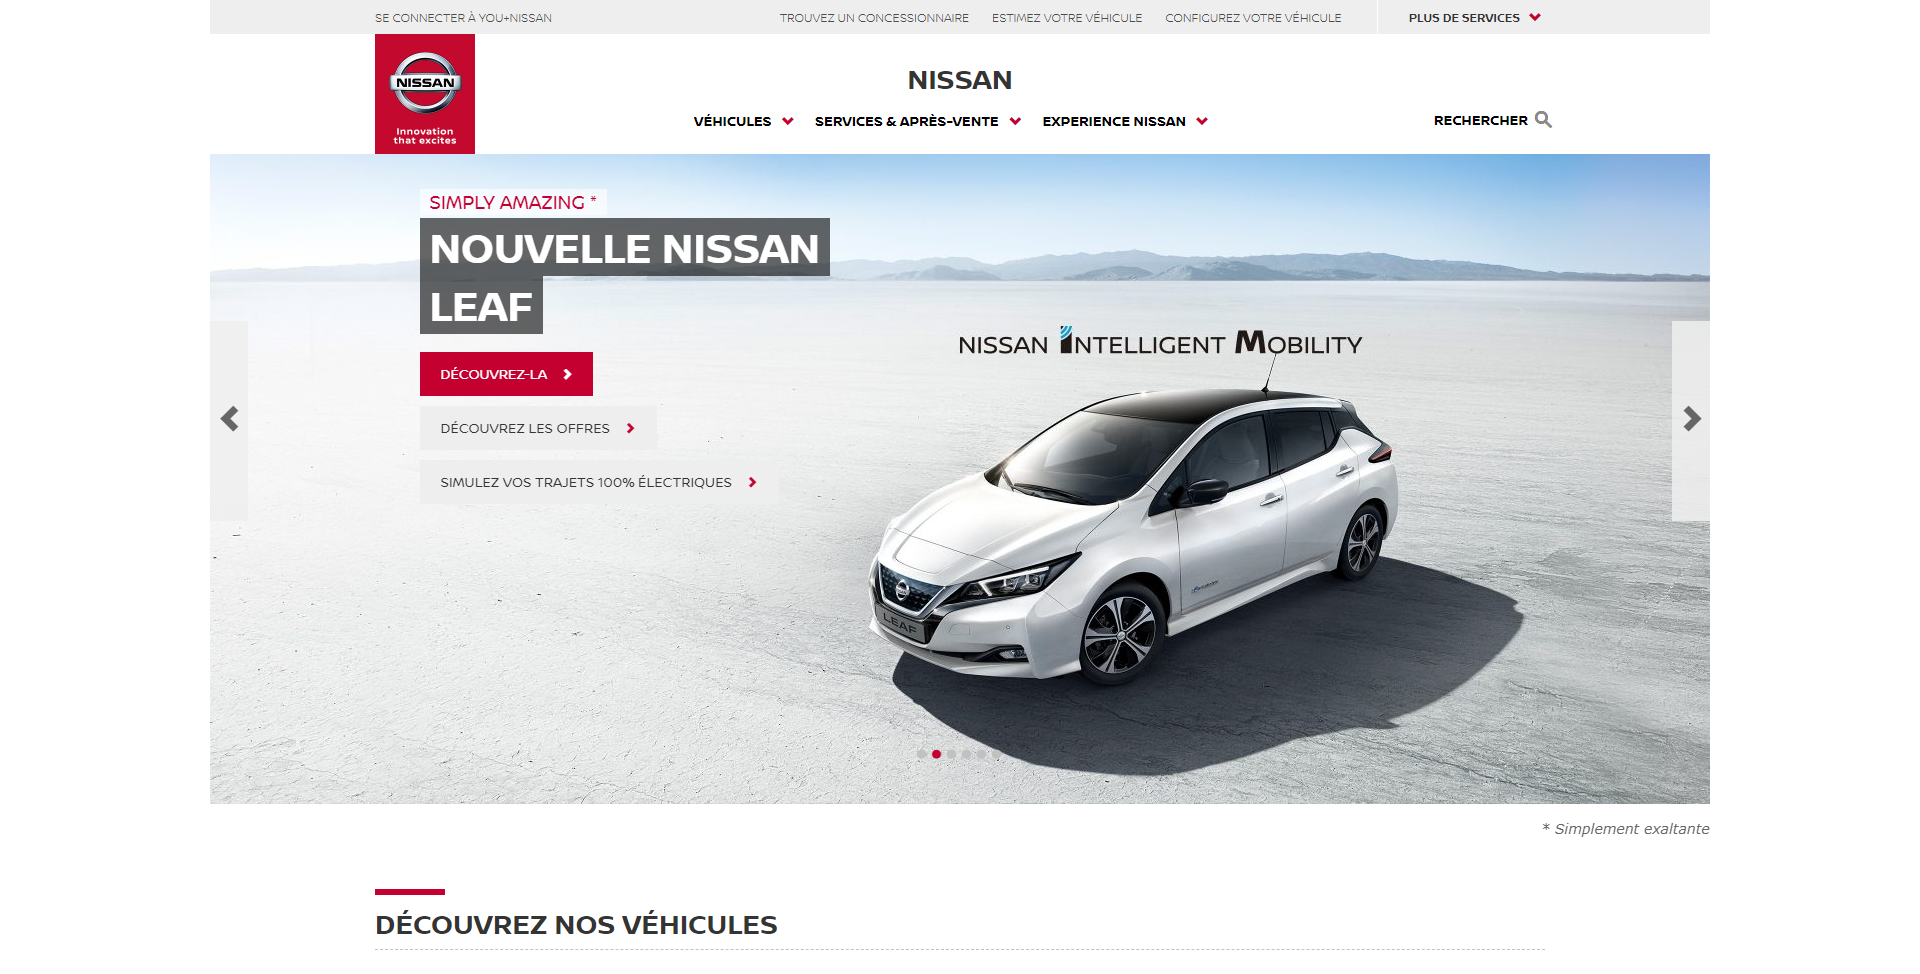 SE CONNECTER À YOU+NISSAN
TROUVEZ UN CONCESSIONNAIRE
ESTIMEZ VOTRE VÉHICULE
CONFIGUREZ VOTRE VÉHICULE
PLUS DE SERVICES
NISSAN
Innovation
that excites
NISSAN
VÉHICULES
SERVICES & APRÈS-VENTE
EXPERIENCE NISSAN
RECHERCHER
SIMPLY AMAZING *
NOUVELLE NISSAN
LEAF
DÉCOUVREZ-LA
DÉCOUVREZ LES OFFRES
SIMULEZ VOS TRAJETS 100% ÉLECTRIQUES
NISSAN INTELLIGENT MOBILITY
LEAF
* Simplement exaltante
DÉCOUVREZ NOS VÉHICULES